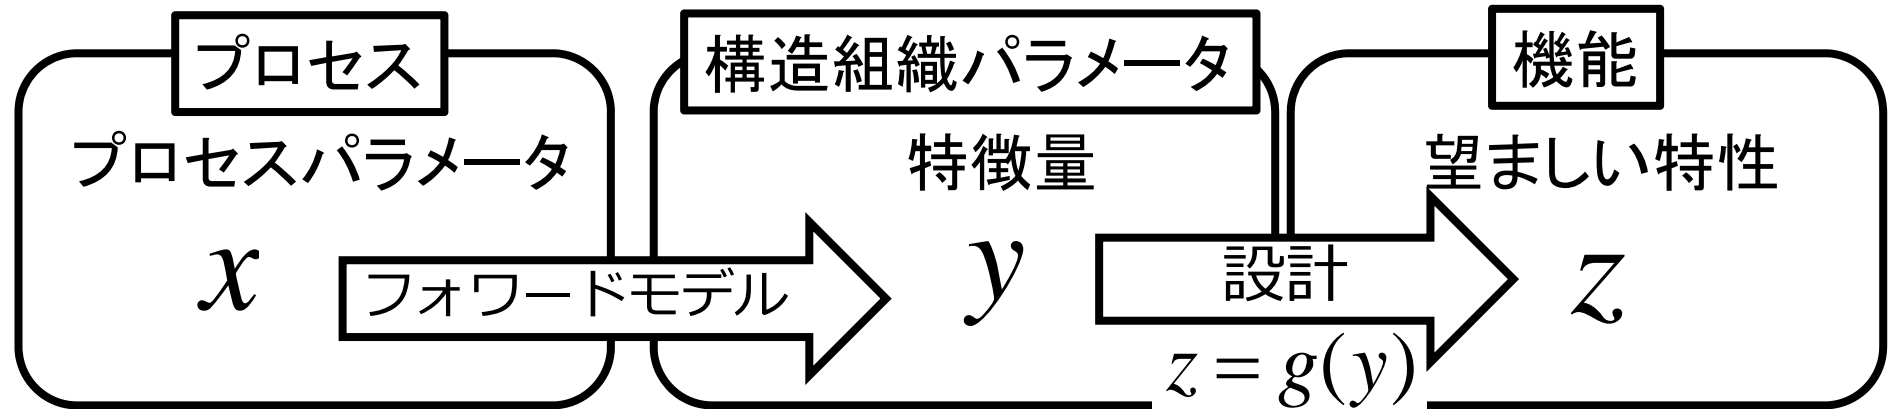 プロセス
構造組織パラメータ
機能
プロセスパラメータ
特徴量
望ましい特性
x
フォワードモデル
y
設計
z
z = g(y)